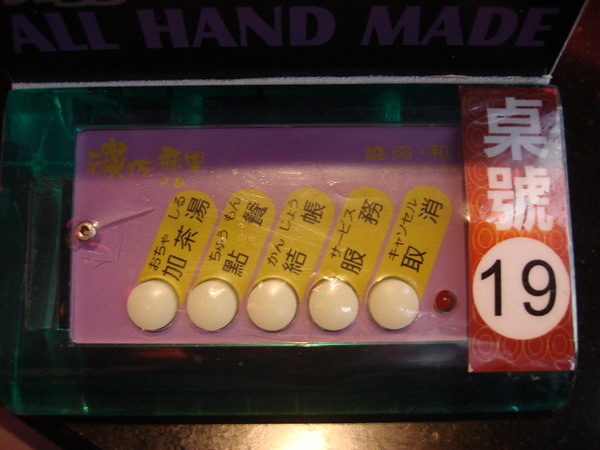 ALL HAND MADE
燒肉·和
おちゃ しる
加茶湯
ちゅう もん
點餐
かん じょう
結帳
サービス
服務
キャンセル
取消
桌號
19